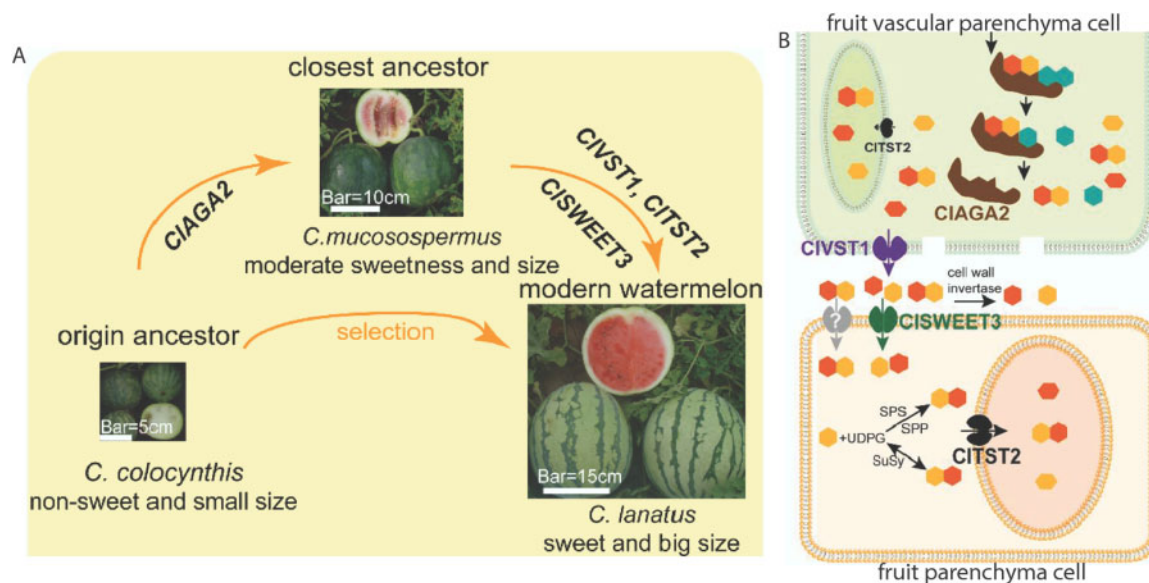 A
closest ancestor
Bar=10cm
ClAGA2
ClVST1, ClTST2
ClSWEET3
C.mucosospermus
moderate sweetness and size
modern watermelon
origin ancestor
selection
Bar=5cm
Bar=15cm
C. colocynthis
non-sweet and small size
C. lanatus
sweet and big size
B
fruit vascular parenchyma cell
ClTST2
ClAGA2
ClVST1
cell wall
invertase
?
ClSWEET3
SPS
SPP
+UDPG
SuSy
ClTST2
fruit parenchyma cell